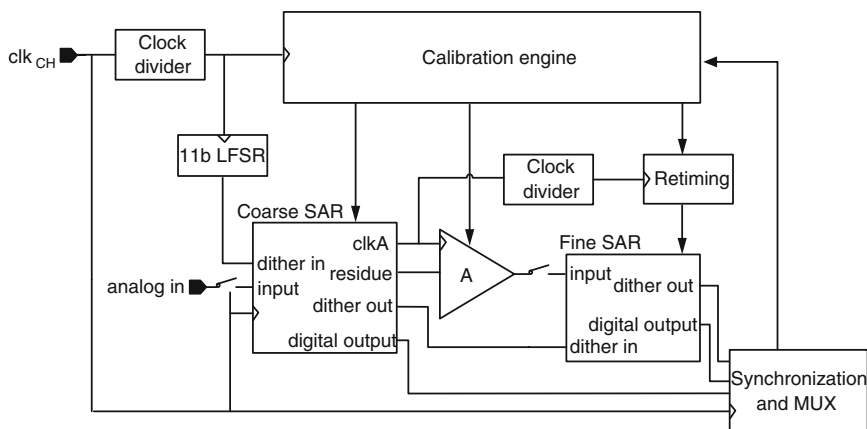 clk CH
Clock
divider
Calibration engine
11b LFSR
Clock
divider
Retiming
Coarse SAR
clkA
dither in
residue
analog in
input
dither out
digital output
A
Fine SAR
input
dither out
digital output
dither in
Synchronization
and MUX